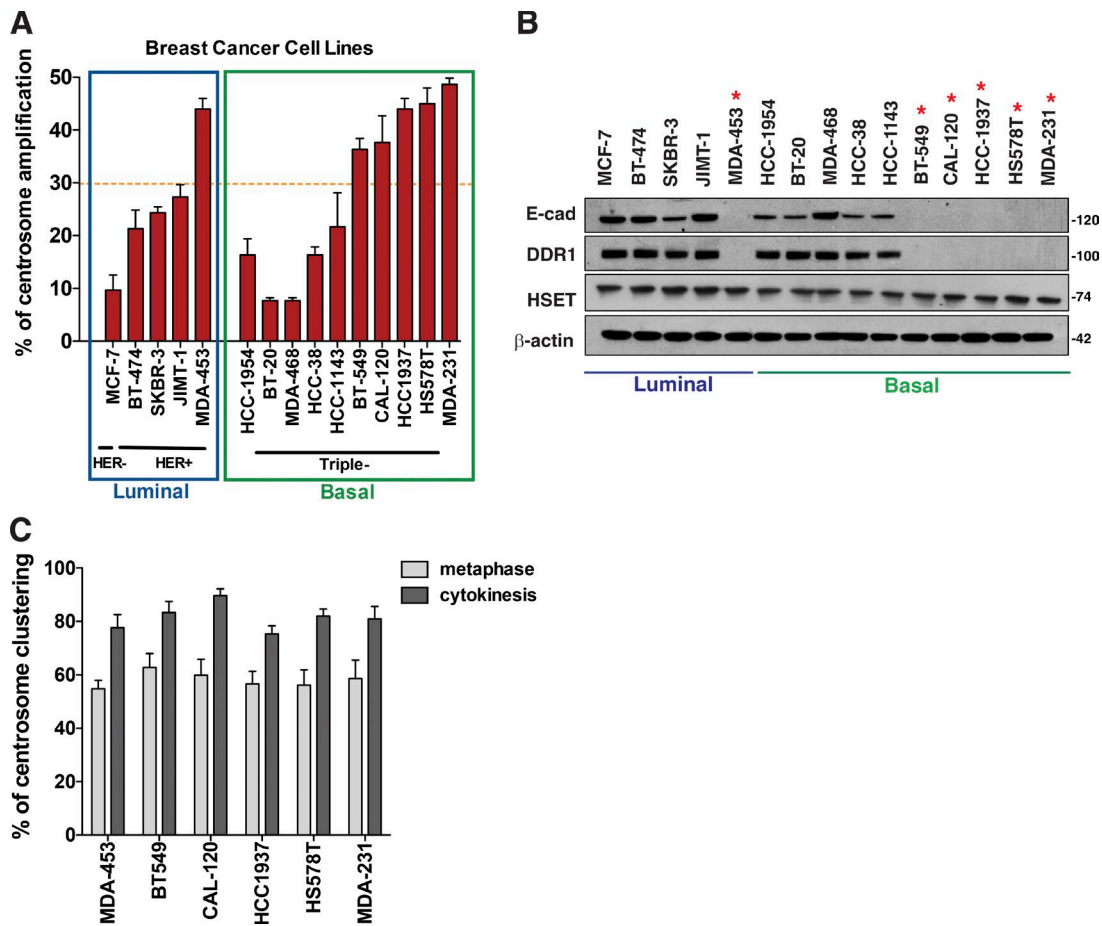 A
Breast Cancer Cell Lines
% of centrosome amplification
50
40
30
20
10
0
MCF-7
BT-474
SKBR-3
JIMT-1
MDA-453
HCC-1954
BT-20
MDA-468
HCC-38
HCC-1143
BT-549
CAL-120
HCC1937
HS578T
MDA-231
HER-
HER+
Triple-
Luminal
Basal
B
MCF-7
BT-474
SKBR-3
JIMT-1
MDA-453 *
HCC-1954
BT-20
MDA-468
HCC-38
HCC-1143
BT-549 *
CAL-120 *
HCC-1937 *
HS578T *
MDA-231 *
E-cad
-120
DDR1
-100
HSET
-74
β-actin
-42
Luminal
Basal
C
% of centrosome clustering
100
80
60
40
20
0
metaphase
cytokinesis
MDA-453
BT549
CAL-120
HCC1937
HS578T
MDA-231